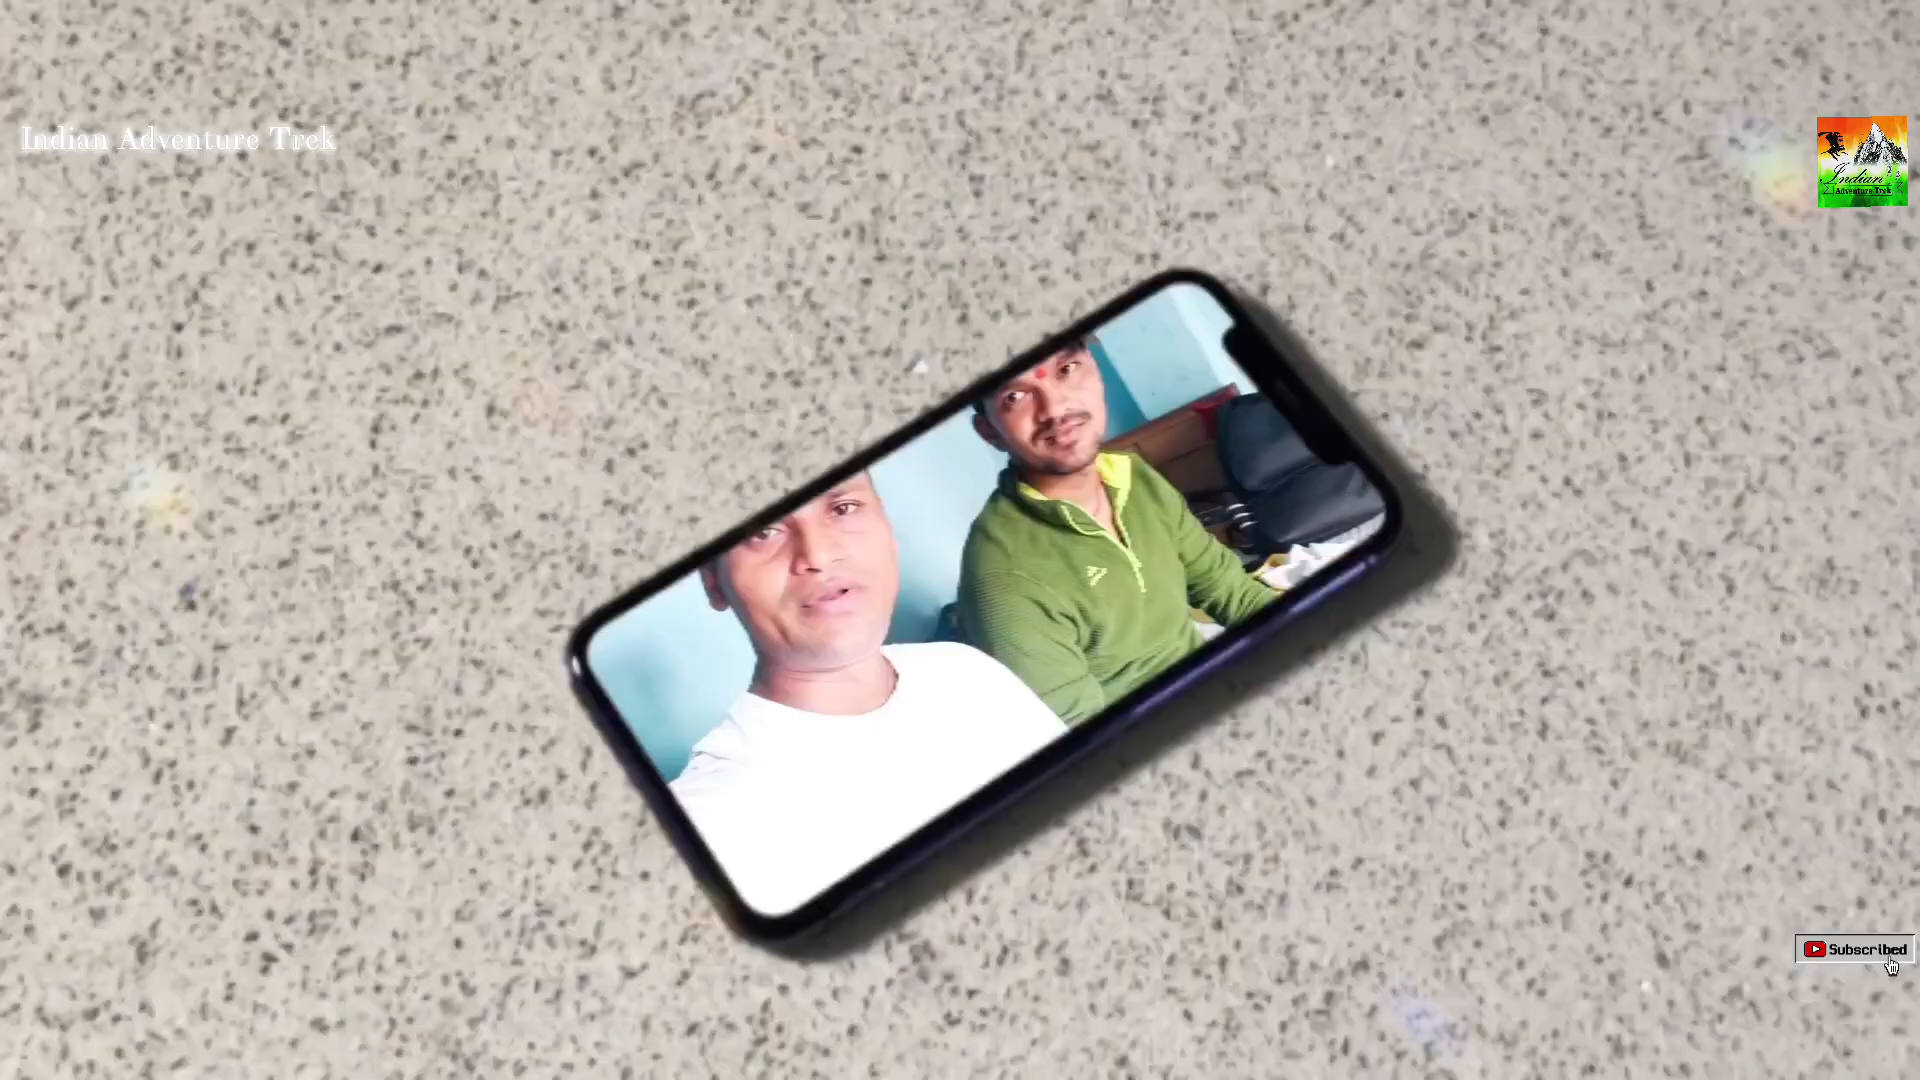 Indian Adventure Trek
Indian
Adventure Trek
Subscribed